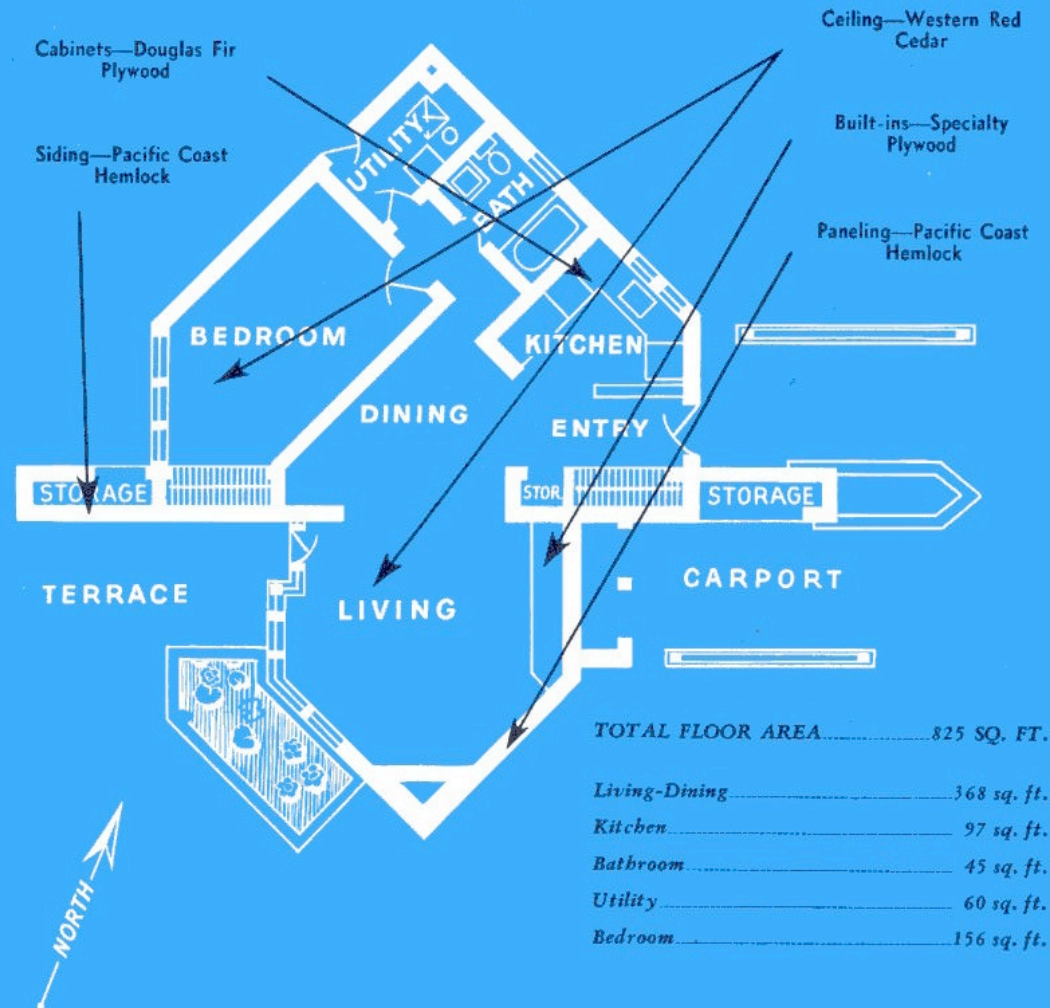 Cabinets—Douglas Fir
Plywood
Siding—Pacific Coast
Hemlock
Ceiling—Western Red
Cedar
Built-ins—Specialty
Plywood
Paneling—Pacific Coast
Hemlock
UTILITY
BATH
BEDROOM
KITCHEN
DINING
ENTRY
STORAGE
STOR.
STORAGE
TERRACE
LIVING
CARPORT
NORTH
TOTAL FLOOR AREA 825 SQ. FT.
Living-Dining 368 sq. ft.
Kitchen 97 sq. ft.
Bathroom 45 sq. ft.
Utility 60 sq. ft.
Bedroom 156 sq. ft.